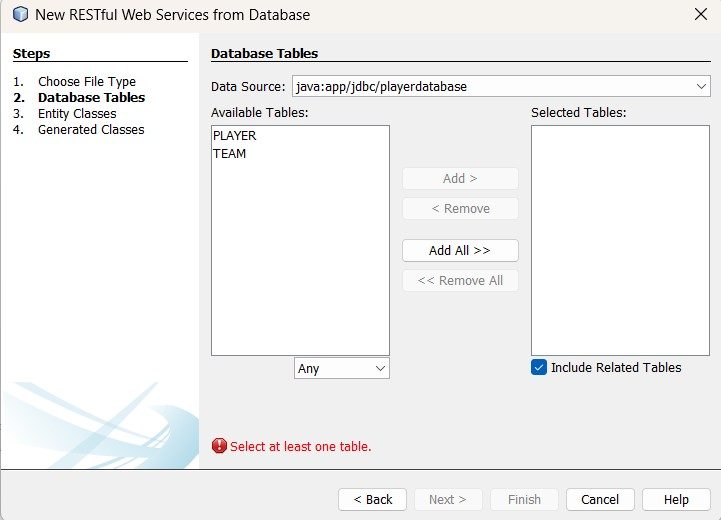 New RESTful Web Services from Database
Steps
1. Choose File Type
2. Database Tables
3. Entity Classes
4. Generated Classes
Database Tables
Data Source: java:app/jdbc/playerdatabase
Available Tables:
PLAYER
TEAM
Any
Add >
< Remove
Add All >>
<< Remove All
Selected Tables:
Include Related Tables
Select at least one table.
< Back Next > Finish Cancel Help